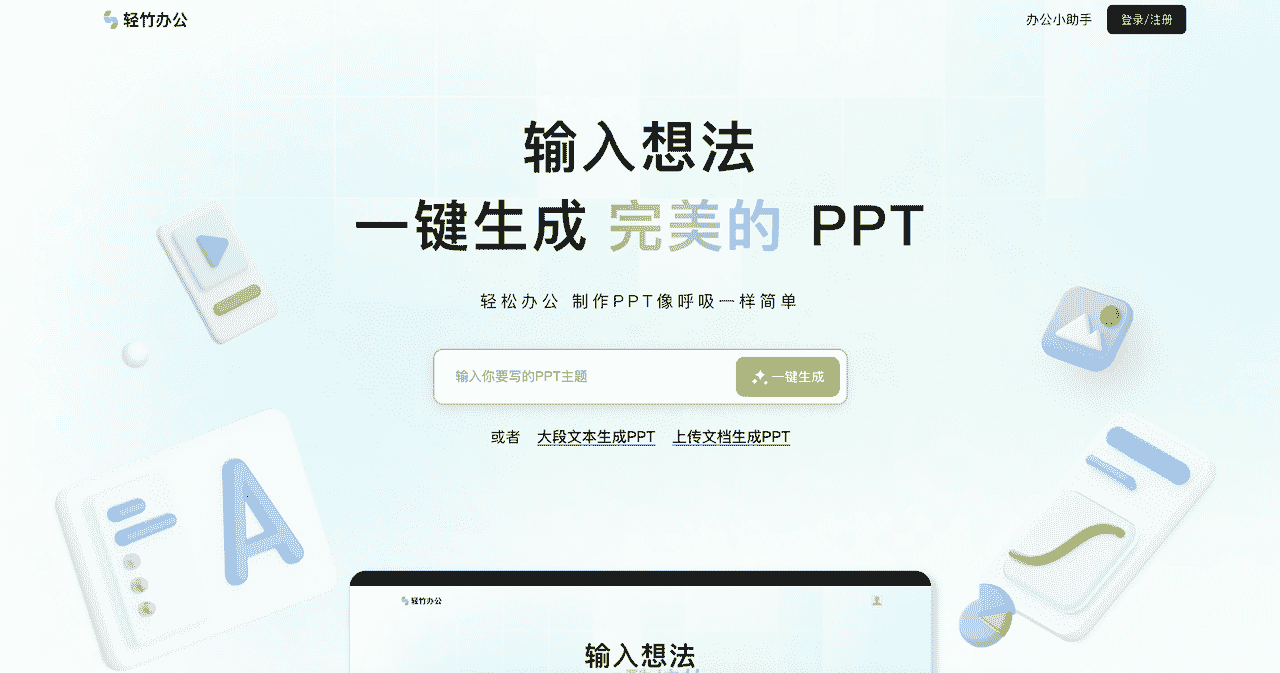 轻竹办公
办公小助手
登录/注册
输入想法
一键生成 完美的 PPT
轻松办公 制作PPT像呼吸一样简单
输入你要写的PPT主题
一键生成
或者 大段文本生成PPT 上传文档生成PPT
A
轻竹办公
输入想法